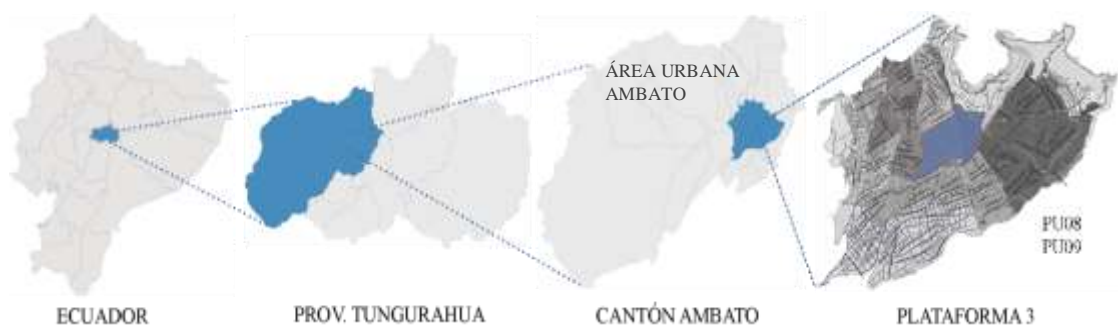 ÁREA URBANA
AMBATO
PU08
PU09
ECUADOR
PROV. TUNGURAHUA
CANTÓN AMBATO
PLATAFORMA 3